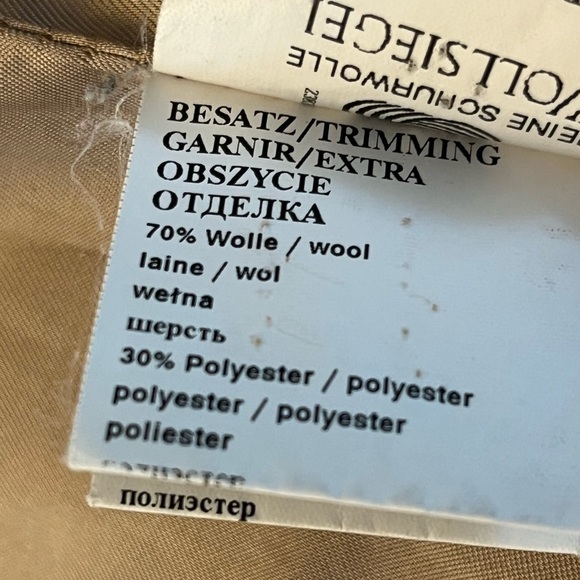 WOLLSIEGEL
REINE SCHURWOLLE
BESATZ/TRIMMING
GARNIR/EXTRA
OBSZYCIE
ОТДЕЛКА
70% Wolle / wool
laine / wol
wełna
шерсть
30% Polyester / polyester
polyester / polyester
poliester
полиэстер
полиэстер